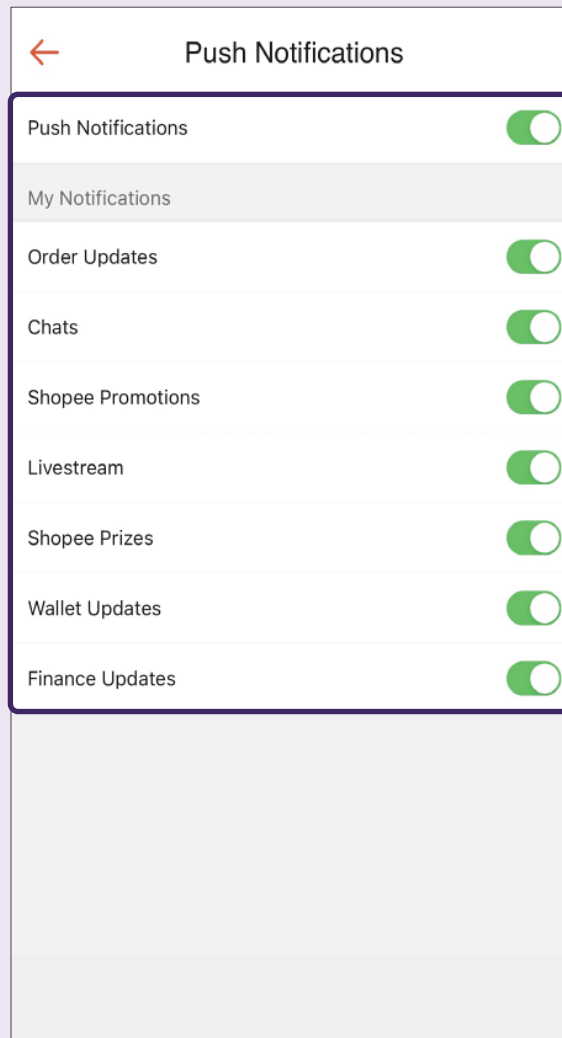 Push Notifications
Push Notifications
My Notifications
Order Updates
Chats
Shopee Promotions
Livestream
Shopee Prizes
Wallet Updates
Finance Updates